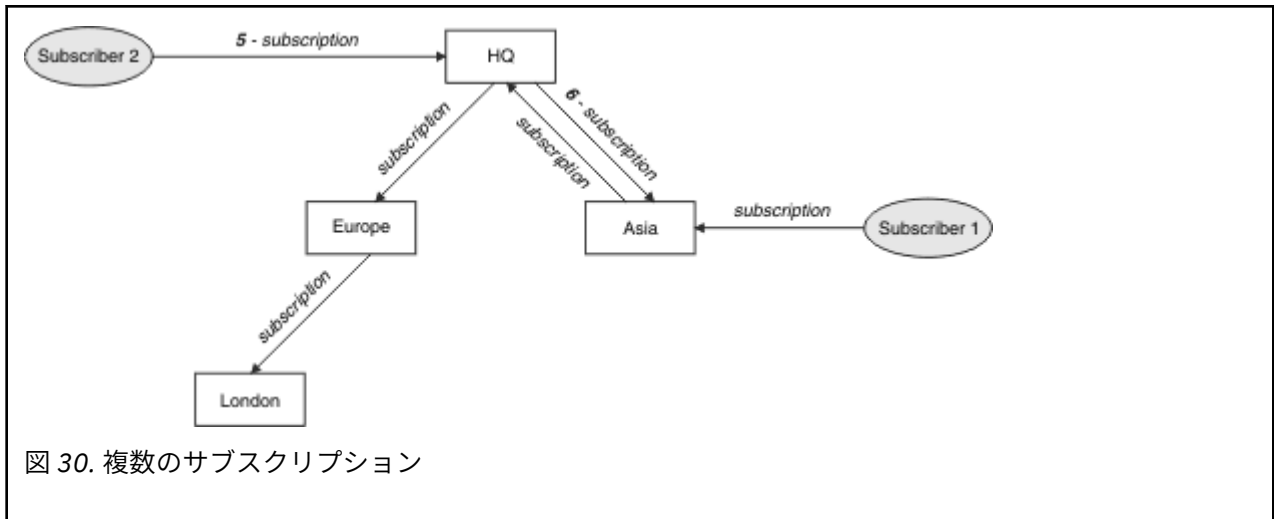 Subscriber 2
5 - subscription
HQ
subscription
subscription
6 - subscription
Europe
Asia
subscription
Subscriber 1
subscription
London
図 30. 複数のサブスクリプション